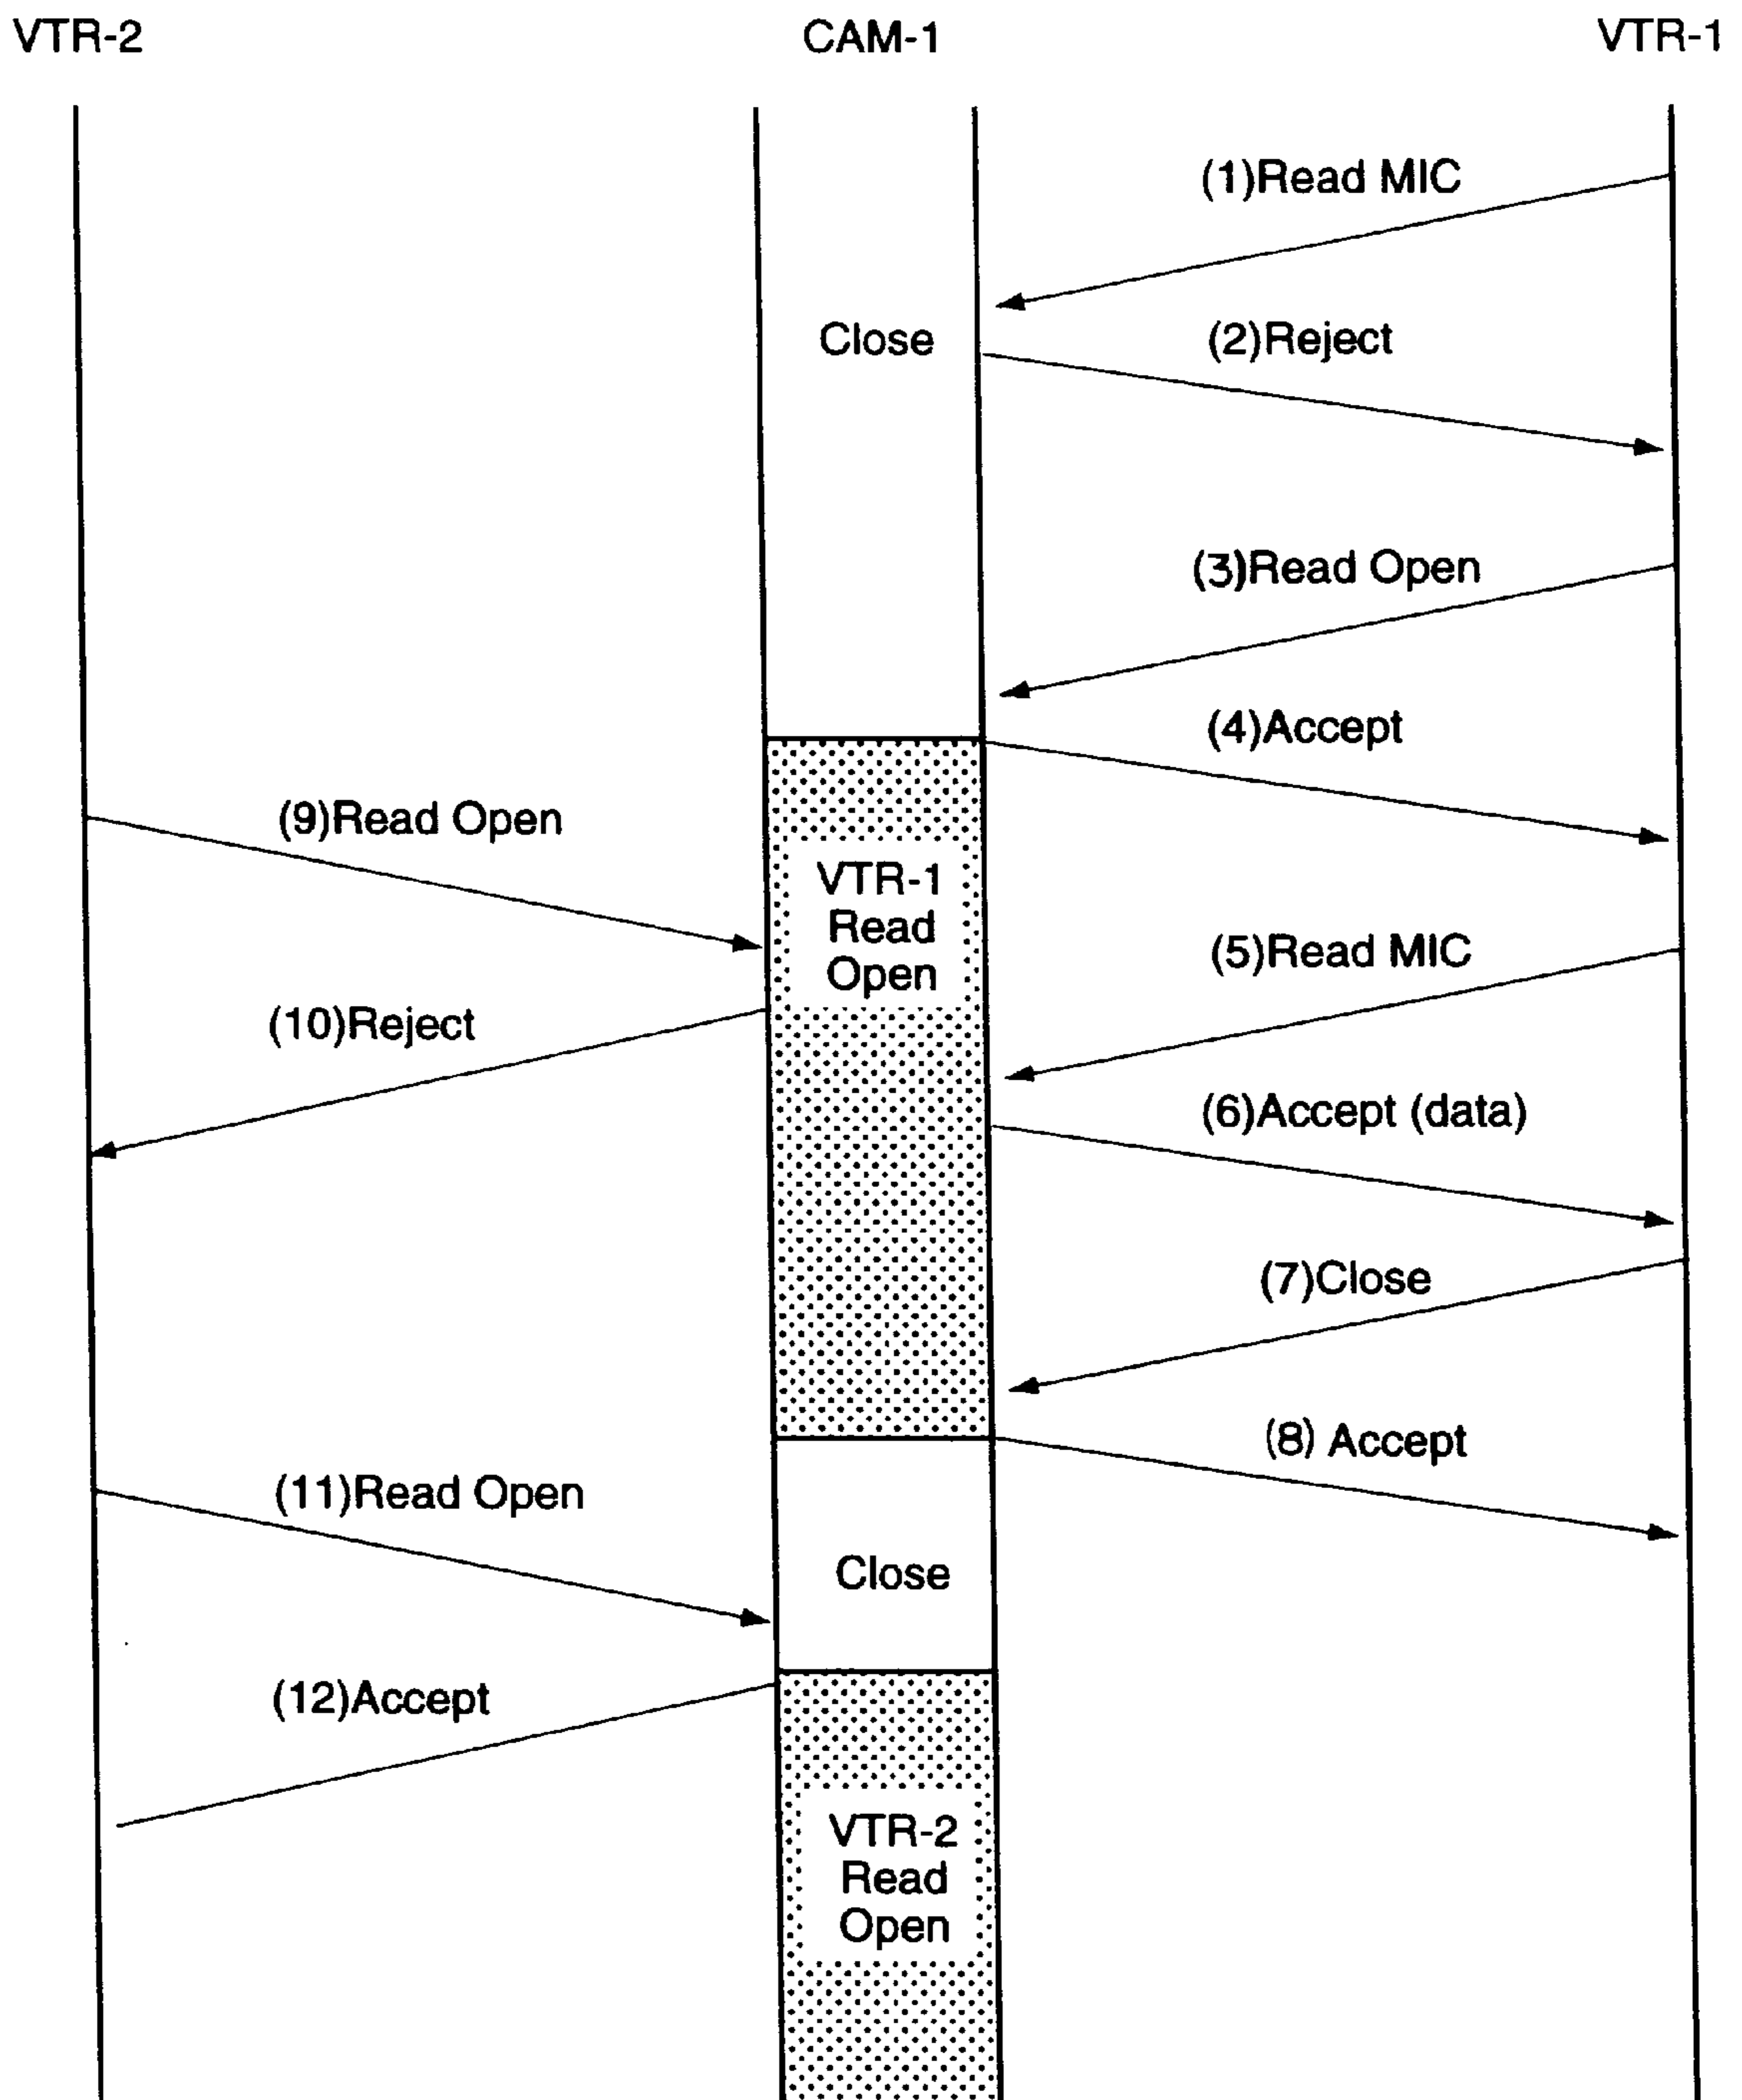 VTR-2
CAM-1
VTR-1
(1)Read MIC
Close
(2)Reject
(3)Read Open
(4)Accept
(9)Read Open
VTR-1
Read
Open
(5)Read MIC
(10)Reject
(6)Accept (data)
(7)Close
(8) Accept
(11)Read Open
Close
(12)Accept
VTR-2
Read
Open